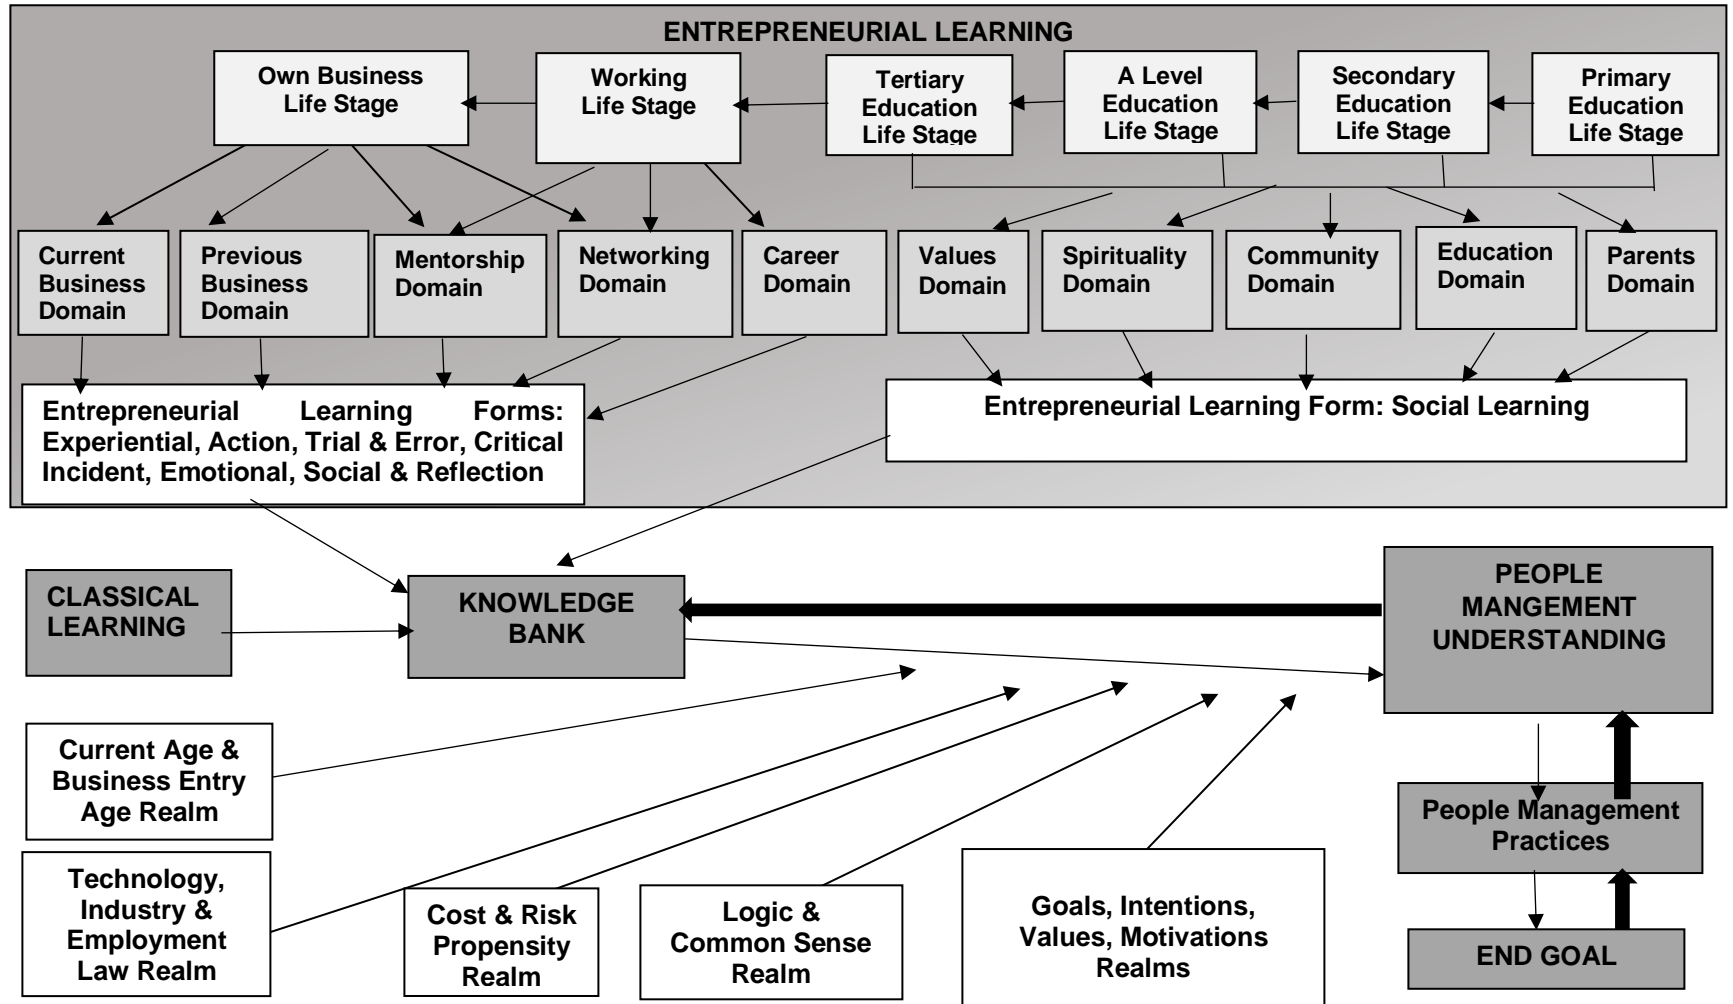 ENTREPRENEURIAL LEARNING
Own Business
Life Stage
Working
Life Stage
Tertiary
Education
Life Stage
A Level
Education
Life Stage
Secondary
Education
Life Stage
Primary
Education
Life Stage
Current
Business
Domain
Previous
Business
Domain
Mentorship
Domain
Networking
Domain
Career
Domain
Values
Domain
Spirituality
Domain
Community
Domain
Education
Domain
Parents
Domain
Entrepreneurial Learning Forms:
Experiential, Action, Trial & Error, Critical
Incident, Emotional, Social & Reflection
Entrepreneurial Learning Form: Social Learning
CLASSICAL
LEARNING
KNOWLEDGE
BANK
PEOPLE
MANGEMENT
UNDERSTANDING
Current Age &
Business Entry
Age Realm
People Management
Practices
Technology,
Industry &
Employment
Law Realm
Cost & Risk
Propensity
Realm
Logic &
Common Sense
Realm
Goals, Intentions,
Values, Motivations
Realms
END GOAL